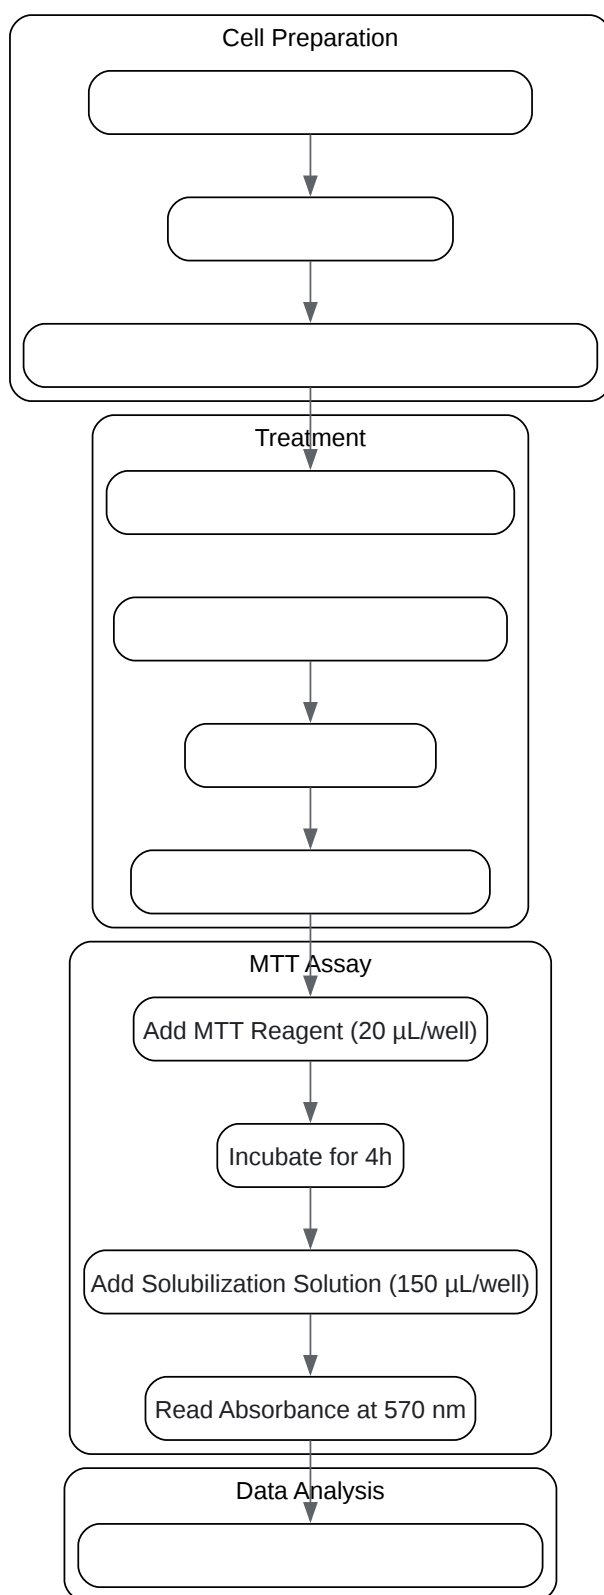 Cell Preparation
Treatment
MTT Assay
Add MTT Reagent (20 µL/well)
Incubate for 4h
Add Solubilization Solution (150 µL/well)
Read Absorbance at 570 nm
Data Analysis